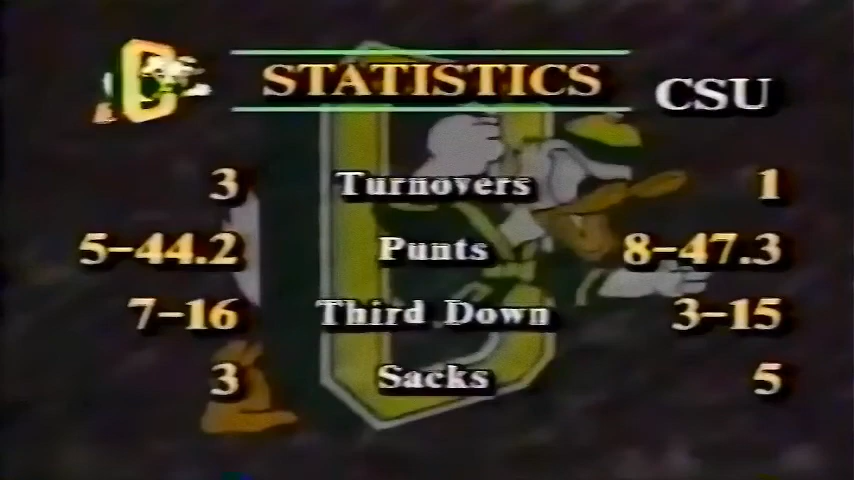 STATISTICS CSU
3 Turnovers 1
5-44.2 Punts 8-47.3
7-16 Third Down 3-15
3 Sacks 5